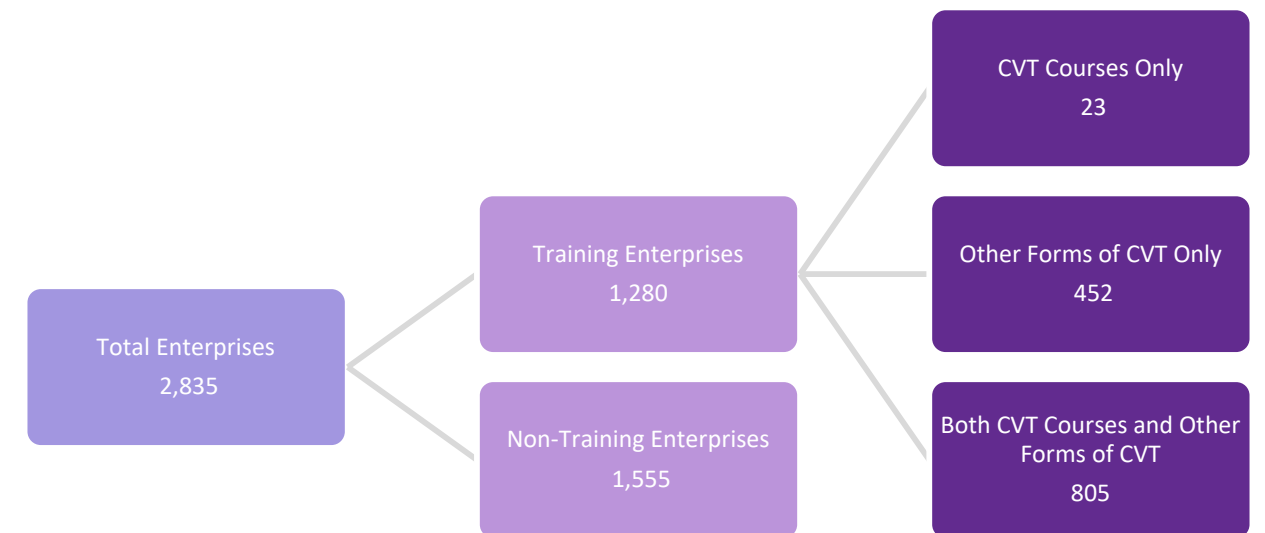 Total Enterprises
2,835
Training Enterprises
1,280
Non-Training Enterprises
1,555
CVT Courses Only
23
Other Forms of CVT Only
452
Both CVT Courses and Other
Forms of CVT
805